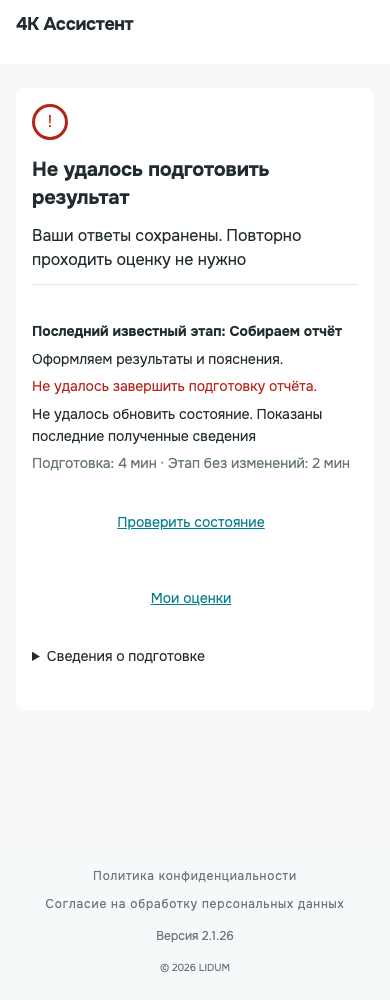 4K Ассистент
!
Не удалось подготовить
результат
Ваши ответы сохранены. Повторно
проходить оценку не нужно
Последний известный этап: Собираем отчёт
Оформляем результаты и пояснения.
Не удалось завершить подготовку отчёта.
Не удалось обновить состояние. Показаны
последние полученные сведения
Подготовка: 4 мин · Этап без изменений: 2 мин
Проверить состояние
Мои оценки
Сведения о подготовке
Политика конфиденциальности
Согласие на обработку персональных данных
Версия 2.1.26
© 2026 LIDUM